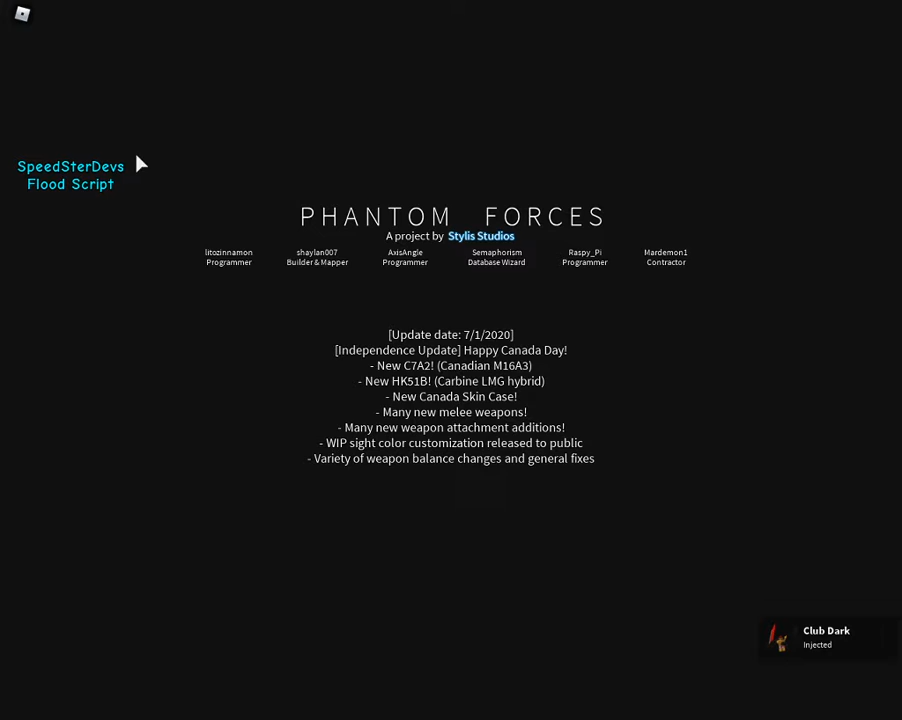 SpeedSterDevs
Flood Script
PHANTOM FORCES
A project by Stylis Studios
litozinnamon shaylan007 AxisAngle Semaphorism Raspy_Pi Mardemon1
Programmer Builder & Mapper Programmer Database Wizard Programmer Contractor
[Update date: 7/1/2020]
[Independence Update] Happy Canada Day!
- New C7A2! (Canadian M16A3)
- New HK51B! (Carbine LMG hybrid)
- New Canada Skin Case!
- Many new melee weapons!
- Many new weapon attachment additions!
- WIP sight color customization released to public
- Variety of weapon balance changes and general fixes
Club Dark
Injected